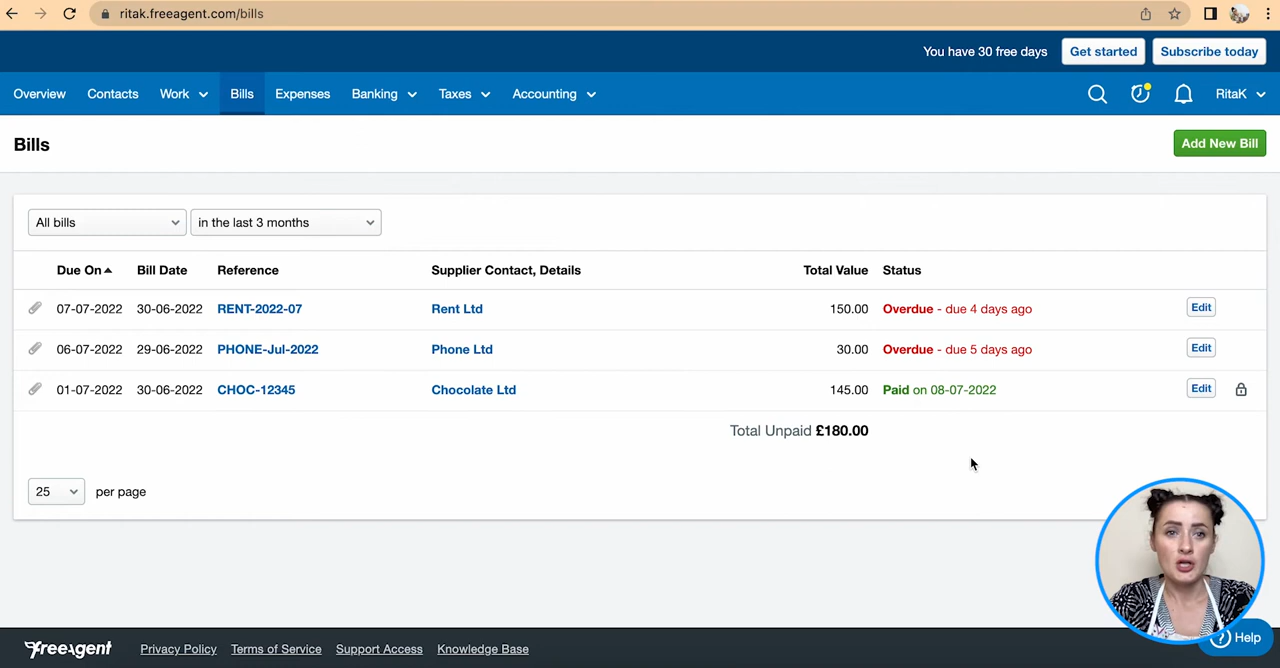 ritak.freeagent.com/bills
You have 30 free days Get started Subscribe today
Overview Contacts Work Bills Expenses Banking Taxes Accounting RitaK
Bills Add New Bill
All bills in the last 3 months
Due On Bill Date Reference Supplier Contact, Details Total Value Status
07-07-2022 30-06-2022 RENT-2022-07 Rent Ltd 150.00 Overdue - due 4 days ago Edit
06-07-2022 29-06-2022 PHONE-Jul-2022 Phone Ltd 30.00 Overdue - due 5 days ago Edit
01-07-2022 30-06-2022 CHOC-12345 Chocolate Ltd 145.00 Paid on 08-07-2022 Edit
Total Unpaid £180.00
25 per page
Help
freeagent Privacy Policy Terms of Service Support Access Knowledge Base